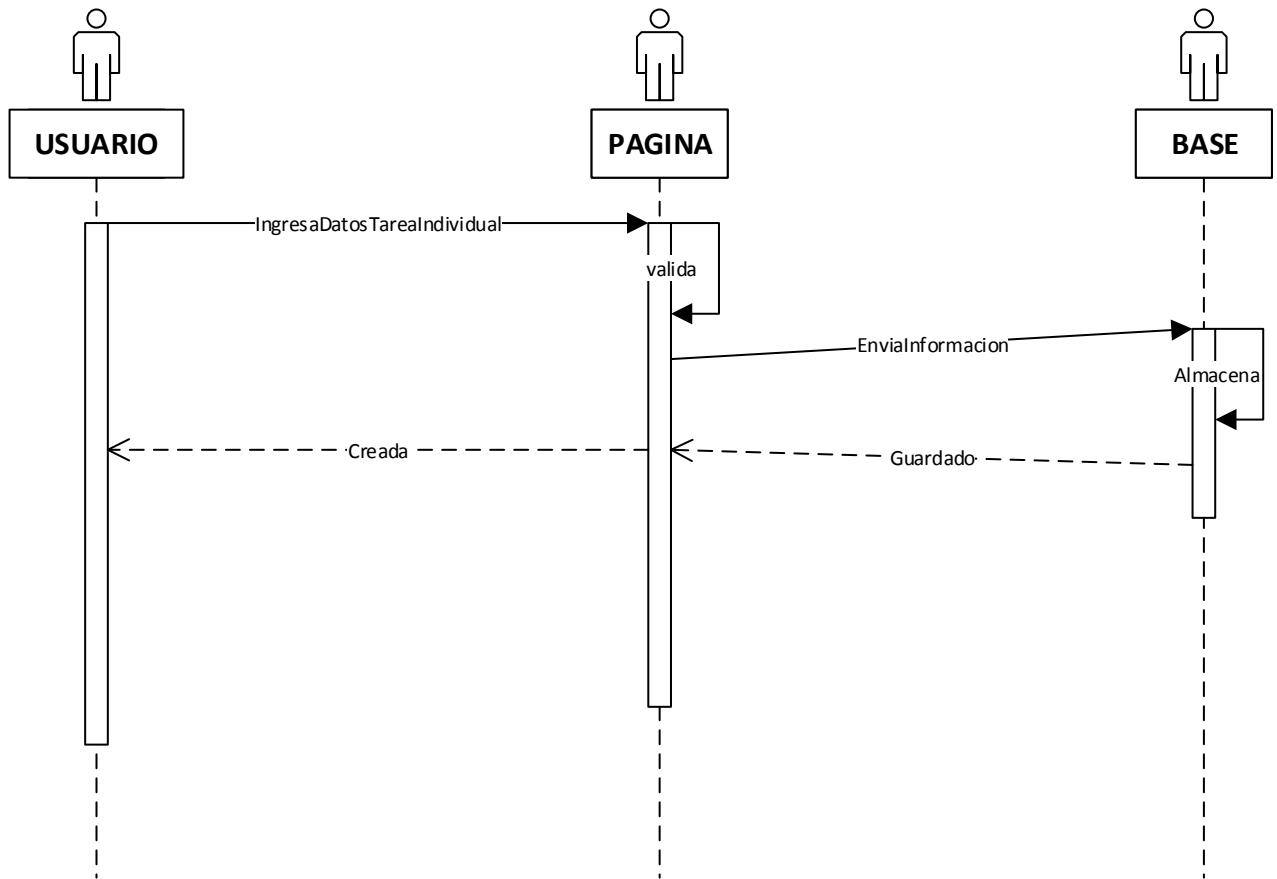 USUARIO
PAGINA
BASE
IngresaDatosTareaIndividual
valida
EnviaInformacion
Almacena
Creada
Guardado